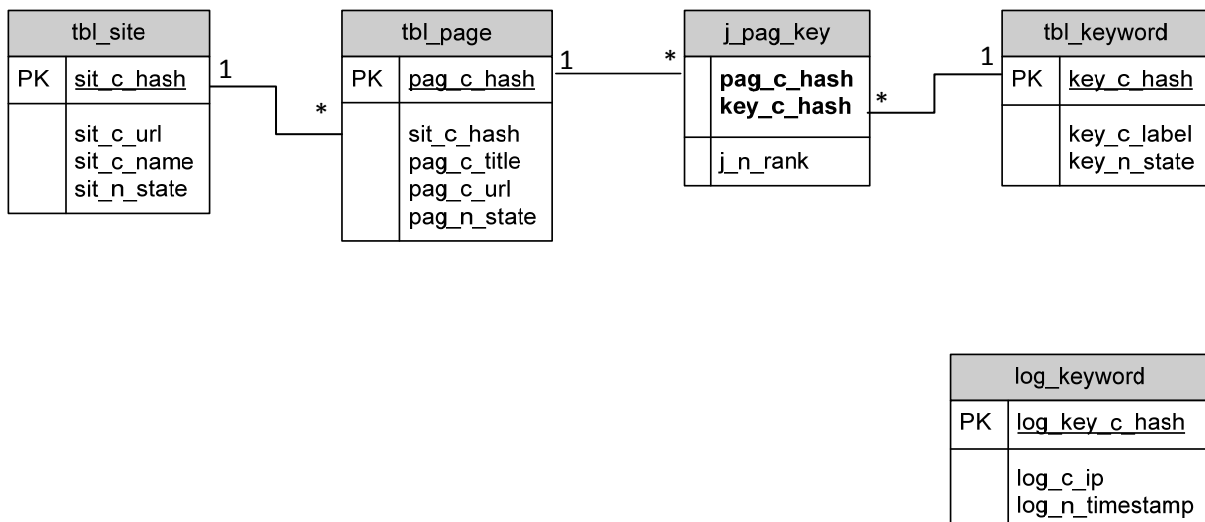 tbl_site
PK sit_c_hash
sit_c_url
sit_c_name
sit_n_state
1
*
tbl_page
PK pag_c_hash
sit_c_hash
pag_c_title
pag_c_url
pag_n_state
1
*
j_pag_key
pag_c_hash
key_c_hash
j_n_rank
*
1
tbl_keyword
PK key_c_hash
key_c_label
key_n_state
log_keyword
PK log_key_c_hash
log_c_ip
log_n_timestamp